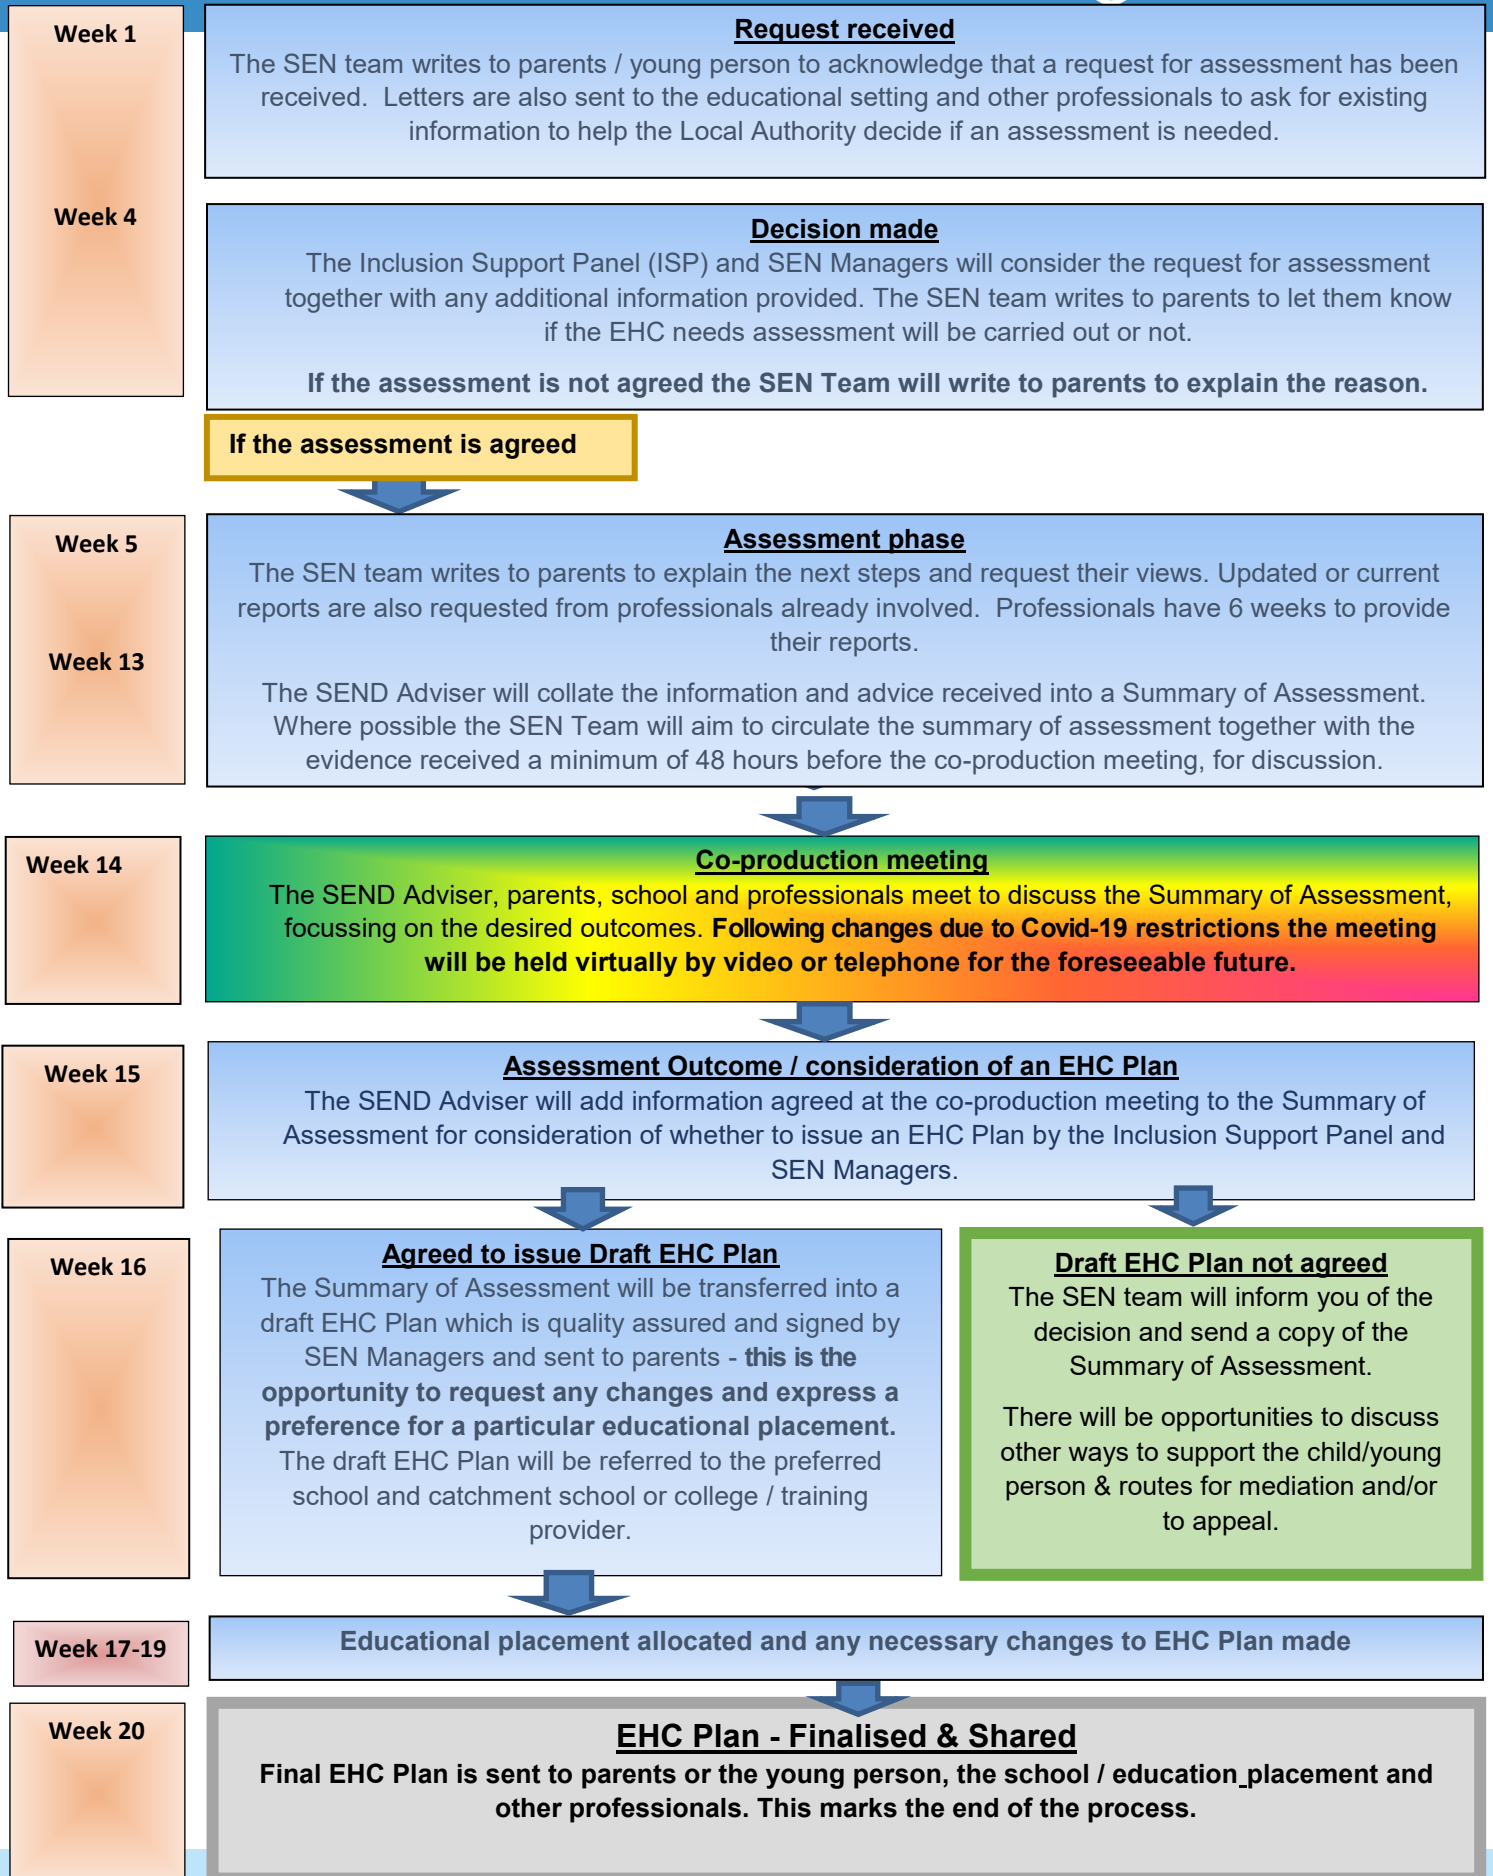 Week 1
Request received
The SEN team writes to parents / young person to acknowledge that a request for assessment has been
received.  Letters are also sent to the educational setting and other professionals to ask for existing
information to help the Local Authority decide if an assessment is needed.
Week 4
Decision made
The Inclusion Support Panel (ISP) and SEN Managers will consider the request for assessment
together with any additional information provided. The SEN team writes to parents to let them know
if the EHC needs assessment will be carried out or not.
If the assessment is not agreed the SEN Team will write to parents to explain the reason.
If the assessment is agreed
Week 5
Assessment phase
The SEN team writes to parents to explain the next steps and request their views. Updated or current
reports are also requested from professionals already involved.  Professionals have 6 weeks to provide
their reports.
Week 13
The SEND Adviser will collate the information and advice received into a Summary of Assessment.
Where possible the SEN Team will aim to circulate the summary of assessment together with the
evidence received a minimum of 48 hours before the co-production meeting, for discussion.
Week 14
Co-production meeting
The SEND Adviser, parents, school and professionals meet to discuss the Summary of Assessment,
focussing on the desired outcomes. Following changes due to Covid-19 restrictions the meeting
will be held virtually by video or telephone for the foreseeable future.
Week 15
Assessment Outcome / consideration of an EHC Plan
The SEND Adviser will add information agreed at the co-production meeting to the Summary of
Assessment for consideration of whether to issue an EHC Plan by the Inclusion Support Panel and
SEN Managers.
Week 16
Agreed to issue Draft EHC Plan
The Summary of Assessment will be transferred into a
draft EHC Plan which is quality assured and signed by
SEN Managers and sent to parents - this is the
opportunity to request any changes and express a
preference for a particular educational placement.
The draft EHC Plan will be referred to the preferred
school and catchment school or college / training
provider.
Draft EHC Plan not agreed
The SEN team will inform you of the
decision and send a copy of the
Summary of Assessment.
There will be opportunities to discuss
other ways to support the child/young
person & routes for mediation and/or
to appeal.
Week 17-19
Educational placement allocated and any necessary changes to EHC Plan made
Week 20
EHC Plan - Finalised & Shared
Final EHC Plan is sent to parents or the young person, the school / education placement and
other professionals. This marks the end of the process.